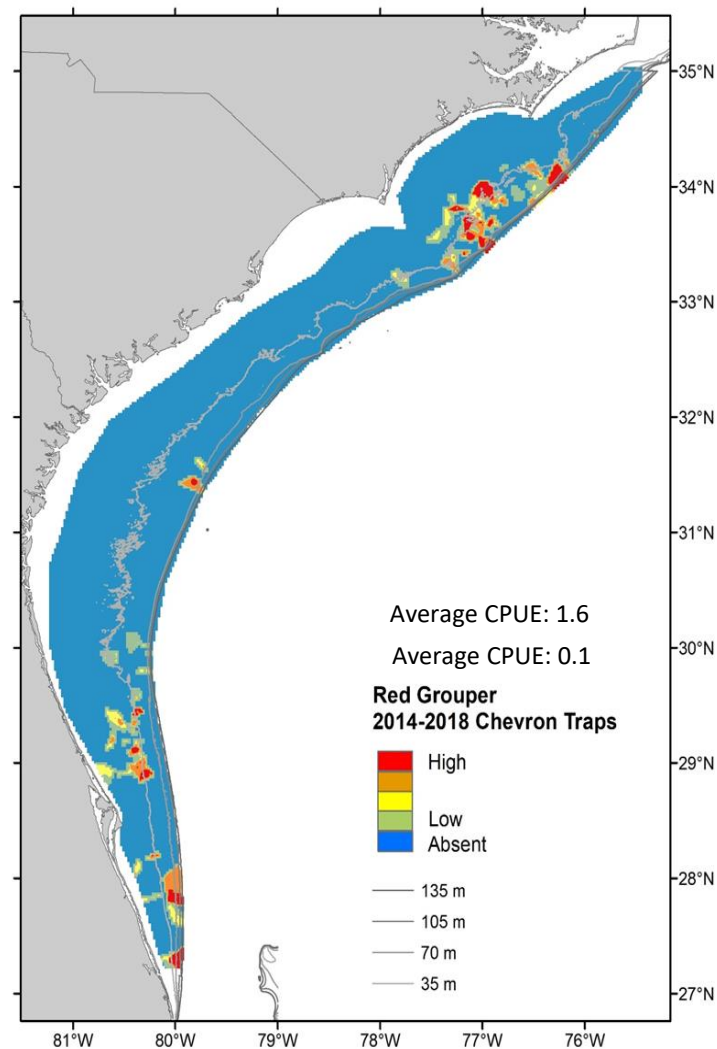 35°N
34°N
33°N
32°N
31°N
Average CPUE: 1.6
30°N
Average CPUE: 0.1
Red Grouper
2014-2018 Chevron Traps
High
29°N
Low
Absent
28°N
135 m
105 m
70 m
35 m
27°N
81°W 80°W 79°W 78°W 77°W 76°W